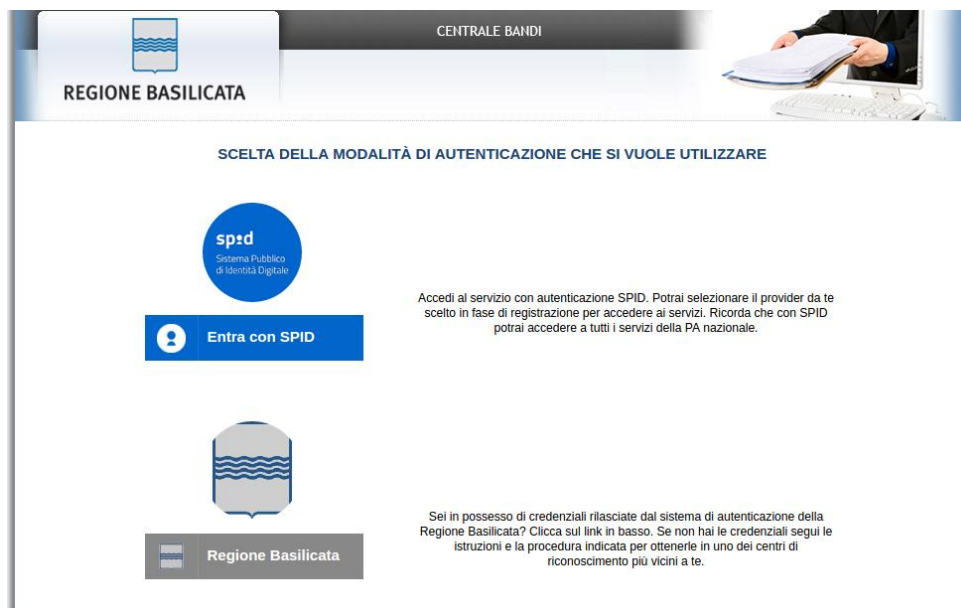 CENTRALE BANDI
REGIONE BASILICATA
SCELTA DELLA MODALITÀ DI AUTENTICAZIONE CHE SI VUOLE UTILIZZARE
sp:d
Sistema Pubblico
di Identità Digitale
Entra con SPID
Accedi al servizio con autenticazione SPID. Potrai selezionare il provider da te
scelto in fase di registrazione per accedere ai servizi. Ricorda che con SPID
potrai accedere a tutti i servizi della PA nazionale.
Regione Basilicata
Sei in possesso di credenziali rilasciate dal sistema di autenticazione della
Regione Basilicata? Clicca sul link in basso. Se non hai le credenziali segui le
istruzioni e la procedura indicata per ottenerle in uno dei centri di
riconoscimento più vicini a te.